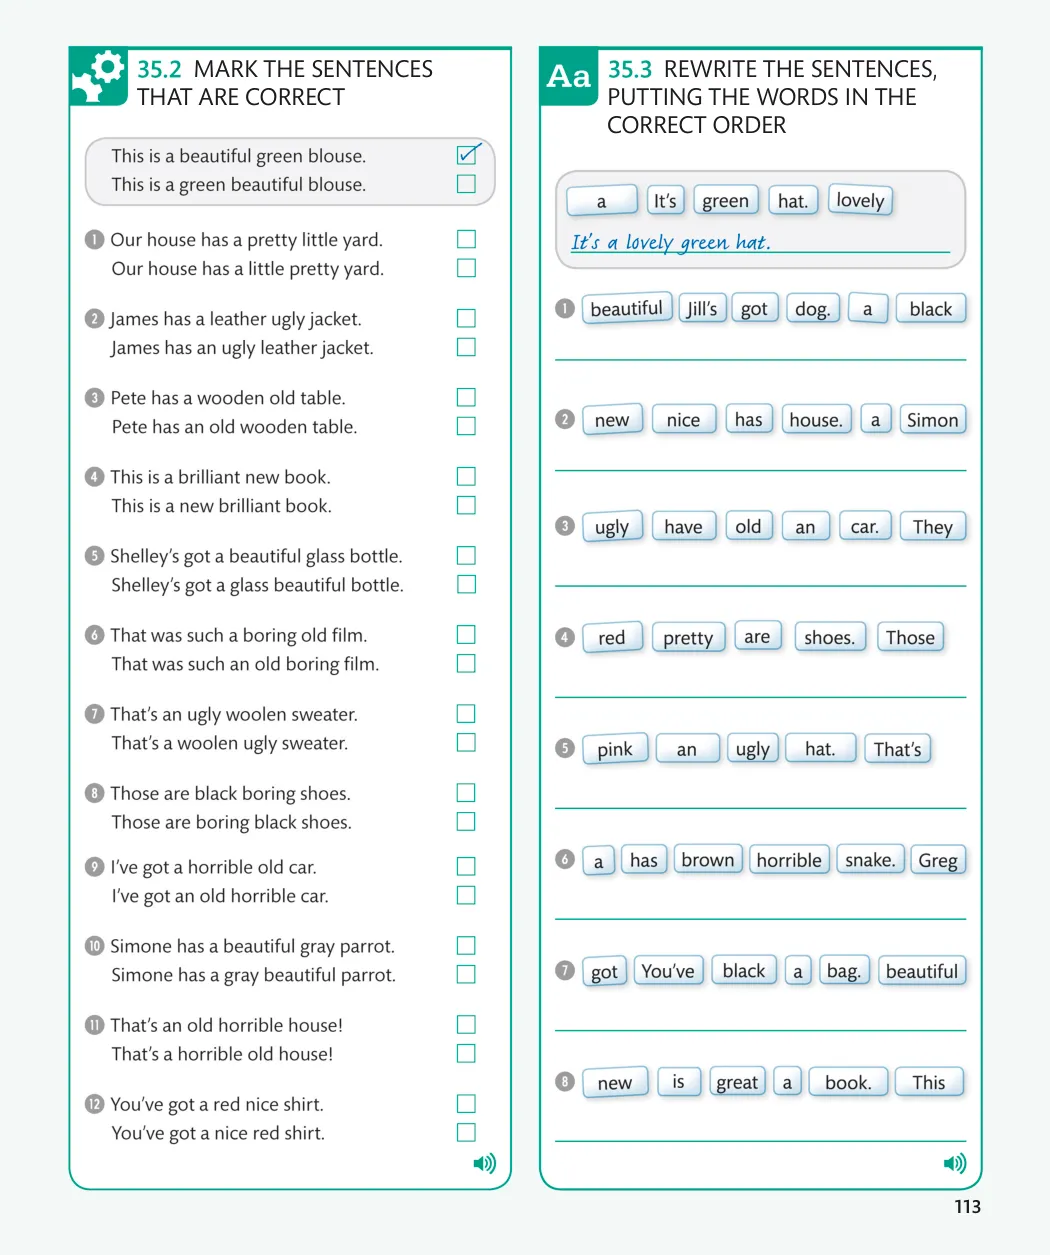 35.2 MARK THE SENTENCES
THAT ARE CORRECT
This is a beautiful green blouse.
This is a green beautiful blouse.
1 Our house has a pretty little yard.
Our house has a little pretty yard.
2 James has a leather ugly jacket.
James has an ugly leather jacket.
3 Pete has a wooden old table.
Pete has an old wooden table.
4 This is a brilliant new book.
This is a new brilliant book.
5 Shelley's got a beautiful glass bottle.
Shelley's got a glass beautiful bottle.
6 That was such a boring old film.
That was such an old boring film.
7 That's an ugly woolen sweater.
That's a woolen ugly sweater.
8 Those are black boring shoes.
Those are boring black shoes.
9 I've got a horrible old car.
I've got an old horrible car.
10 Simone has a beautiful gray parrot.
Simone has a gray beautiful parrot.
11 That's an old horrible house!
That's a horrible old house!
12 You've got a red nice shirt.
You've got a nice red shirt.
Aa 35.3 REWRITE THE SENTENCES,
PUTTING THE WORDS IN THE
CORRECT ORDER
a It's green hat. lovely
It's a lovely green hat.
1 beautiful Jill's got dog. a black
2 new nice has house. a Simon
3 ugly have old an car. They
4 red pretty are shoes. Those
5 pink an ugly hat. That's
6 a has brown horrible snake. Greg
7 got You've black a bag. beautiful
8 new is great a book. This
113